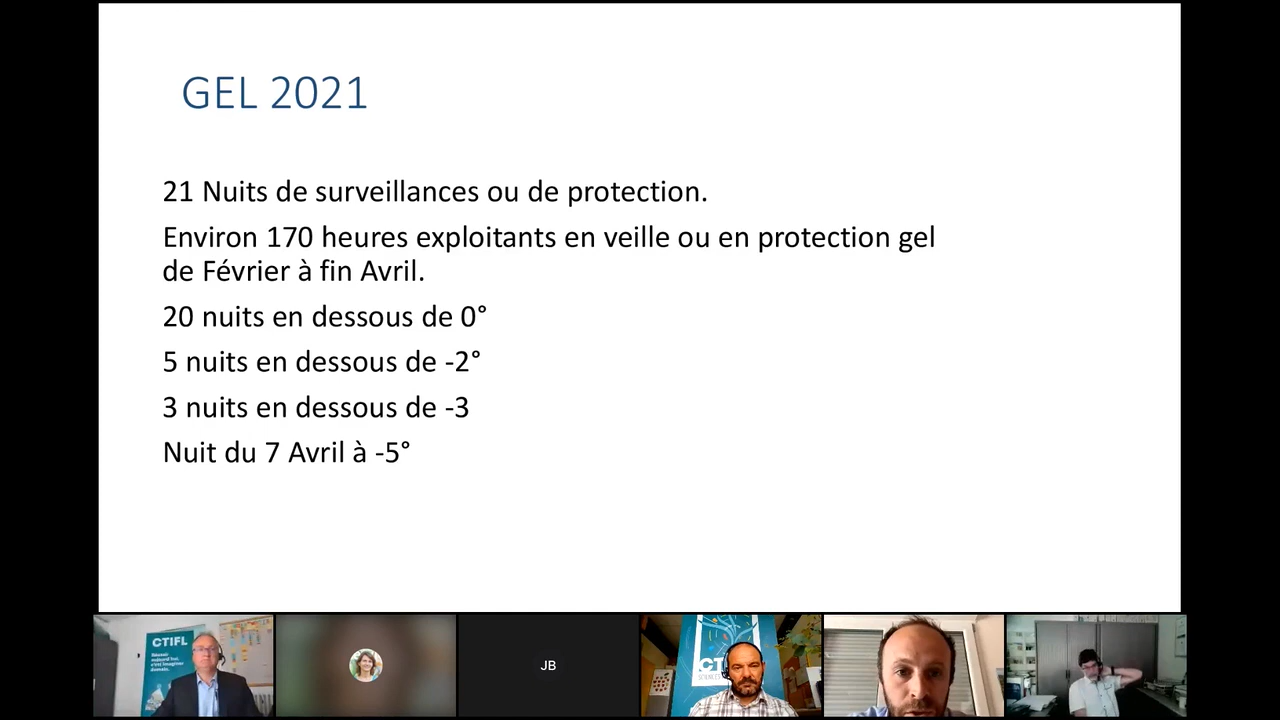 GEL 2021
21 Nuits de surveillances ou de protection.
Environ 170 heures exploitants en veille ou en protection gel
de Février à fin Avril.
20 nuits en dessous de 0°
5 nuits en dessous de -2°
3 nuits en dessous de -3
Nuit du 7 Avril à -5°
CTIFL
JB
CT
SCIENCES